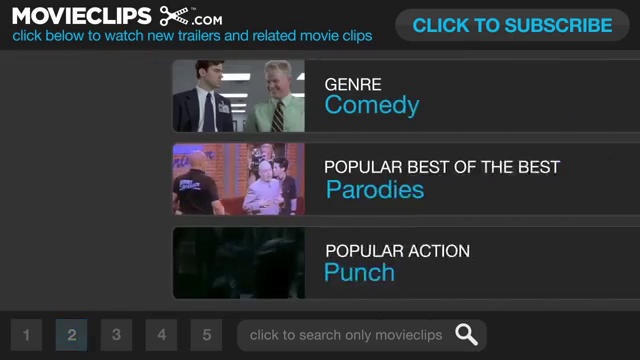 MOVIECLIPS™.COM
click below to watch new trailers and related movie clips
CLICK TO SUBSCRIBE
GENRE
Comedy
POPULAR BEST OF THE BEST
Parodies
POPULAR ACTION
Punch
1 2 3 4 5
click to search only movieclips